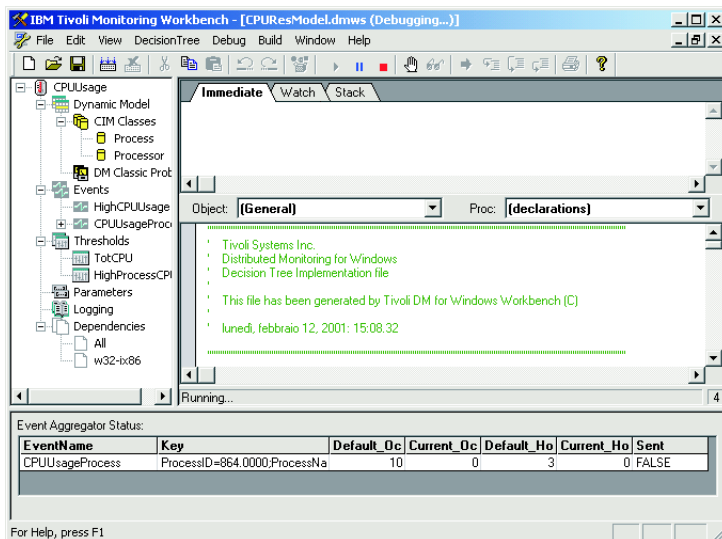 IBM Tivoli Monitoring Workbench - [CPUResModel.dmws (Debugging...)]
File Edit View DecisionTree Debug Build Window Help
CPUUsage
Dynamic Model
CIM Classes
Process
Processor
DM Classic Prob
Events
HighCPUUsage
CPUUsageProc
Thresholds
TotCPU
HighProcessCPU
Parameters
Logging
Dependencies
All
w32-ix86
Immediate Watch Stack
Object: (General) Proc: (declarations)
' Tivoli Systems Inc.
' Distributed Monitoring for Windows
' Decision Tree Implementation file
'
' This file has been generated by Tivoli DM for Windows Workbench (C)
'
' lunedì, febbraio 12, 2001: 15:08.32
Running... 4
Event Aggregator Status:
EventName Key Default_Oc Current_Oc Default_Ho Current_Ho Sent
CPUUsageProcess ProcessID=864.0000;ProcessNa 10 0 3 0 FALSE
For Help, press F1